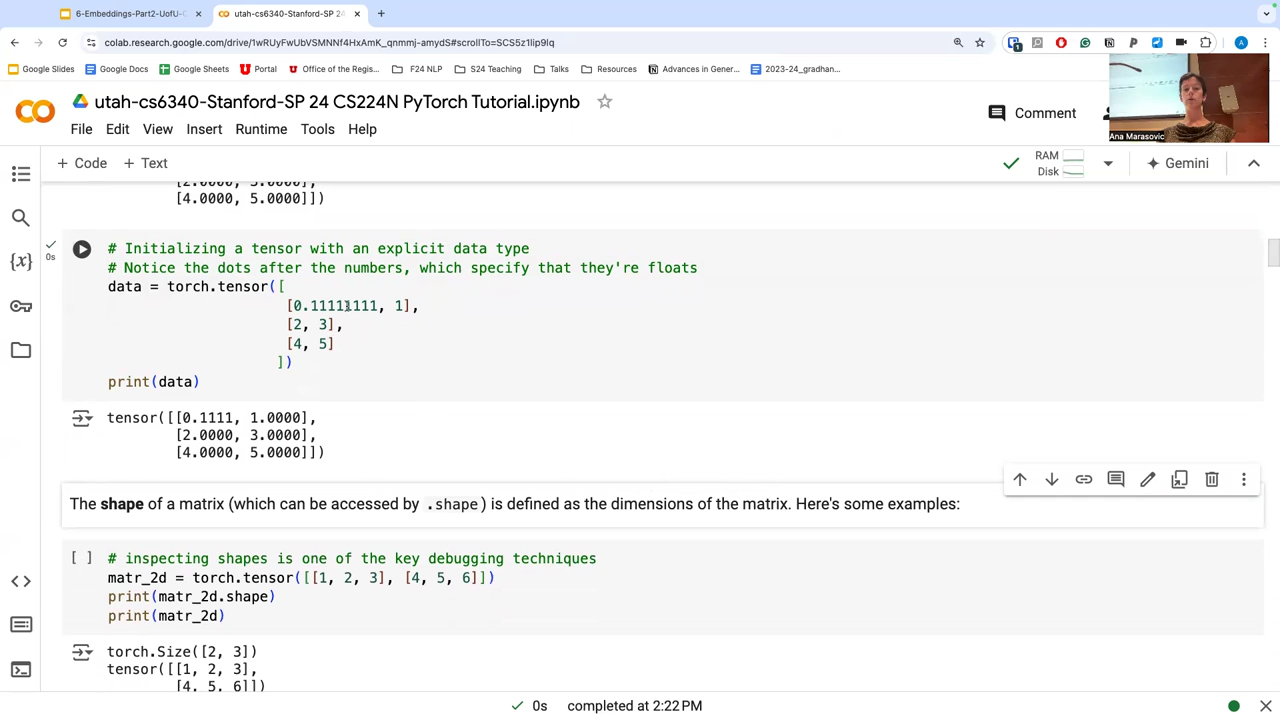 6-Embeddings-Part2-UofU-C
utah-cs6340-Stanford-SP 24
colab.research.google.com/drive/1wRUyFwUbVSMNNf4HxAmK_qnmmj-amydS#scrollTo=SCS5z1lip9Iq
Google Slides
Google Docs
Google Sheets
Portal
Office of the Regis...
F24 NLP
S24 Teaching
Talks
Resources
Advances in Gener...
2023-24_gradhan...
utah-cs6340-Stanford-SP 24 CS224N PyTorch Tutorial.ipynb
File Edit View Insert Runtime Tools Help
Comment
Ana Marasovic
+ Code + Text
RAM
Disk
Gemini
[4.0000, 5.0000]])
0s
# Initializing a tensor with an explicit data type
# Notice the dots after the numbers, which specify that they're floats
data = torch.tensor([
[0.11111111, 1],
[2, 3],
[4, 5]
])
print(data)
tensor([[0.1111, 1.0000],
[2.0000, 3.0000],
[4.0000, 5.0000]])
The shape of a matrix (which can be accessed by .shape) is defined as the dimensions of the matrix. Here's some examples:
[ ] # inspecting shapes is one of the key debugging techniques
matr_2d = torch.tensor([[1, 2, 3], [4, 5, 6]])
print(matr_2d.shape)
print(matr_2d)
torch.Size([2, 3])
tensor([[1, 2, 3],
[4, 5, 6]])
0s completed at 2:22 PM